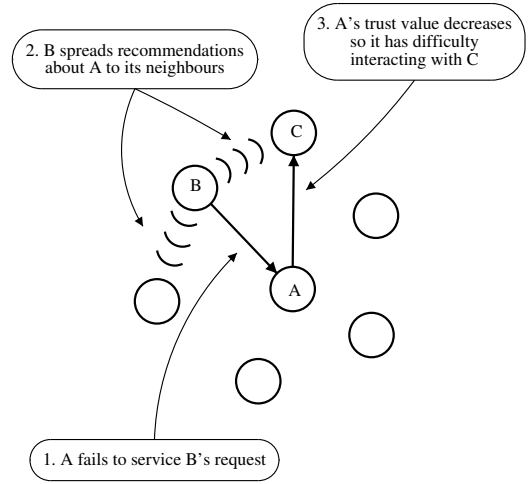 3. A's trust value decreases
so it has difficulty
interacting with C
2. B spreads recommendations
about A to its neighbours
C
B
A
1. A fails to service B's request